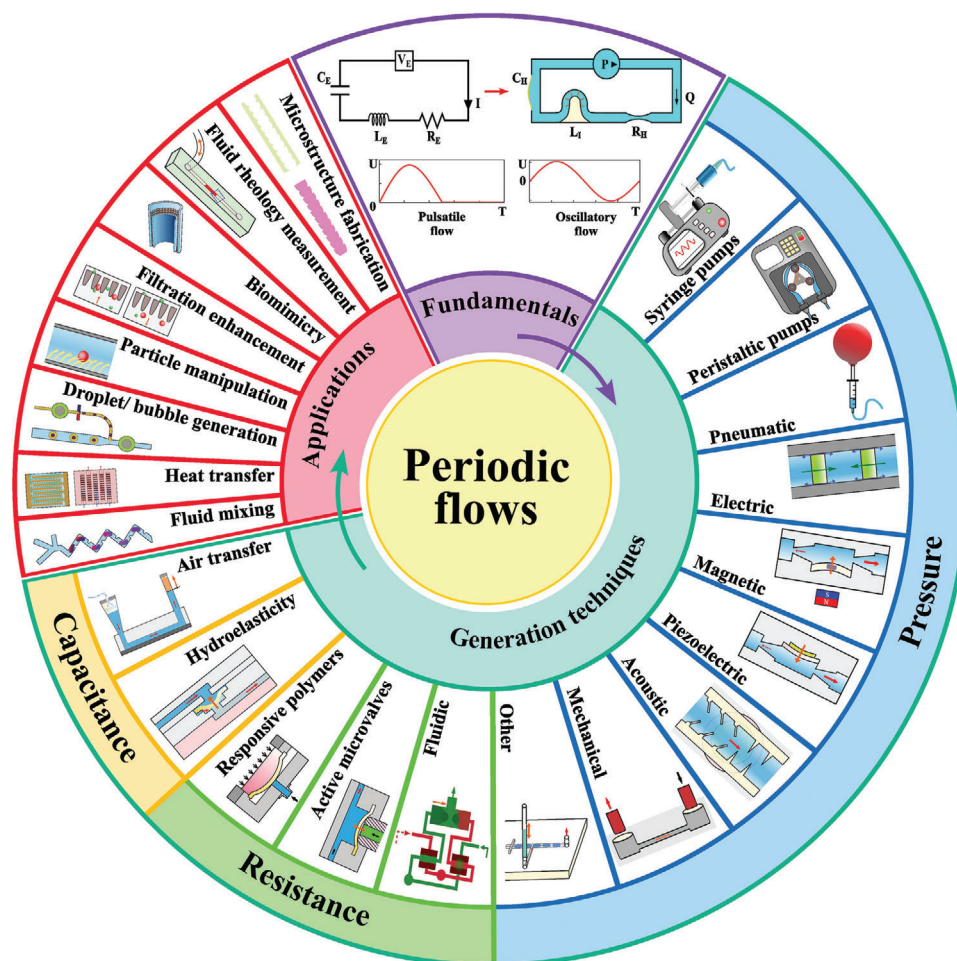 V_E
C_E
I
L_E
R_E
P
C_H
Q
L_I
R_H
U
0
T
Pulsatile
flow
U
0
T
Oscillatory
flow
Fundamentals
Periodic
flows
Generation techniques
Pressure
Syringe pumps
Peristaltic pumps
Pneumatic
Electric
Magnetic
S
N
Piezoelectric
Acoustic
Mechanical
Other
Resistance
Fluidic
Active microvalves
Responsive polymers
Capacitance
Hydroelasticity
Air transfer
Applications
Fluid mixing
Heat transfer
Droplet/ bubble generation
Particle manipulation
Filtration enhancement
Biomimicry
Fluid rheology measurement
Microstructure fabrication